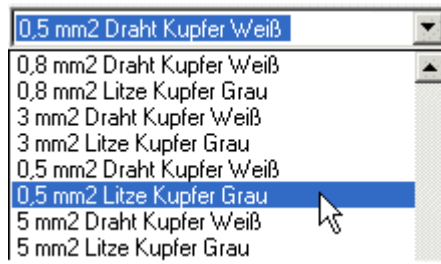 0,5 mm2 Draht Kupfer Weiß
0,8 mm2 Draht Kupfer Weiß
0,8 mm2 Litze Kupfer Grau
3 mm2 Draht Kupfer Weiß
3 mm2 Litze Kupfer Grau
0,5 mm2 Draht Kupfer Weiß
0,5 mm2 Litze Kupfer Grau
5 mm2 Draht Kupfer Weiß
5 mm2 Litze Kupfer Grau